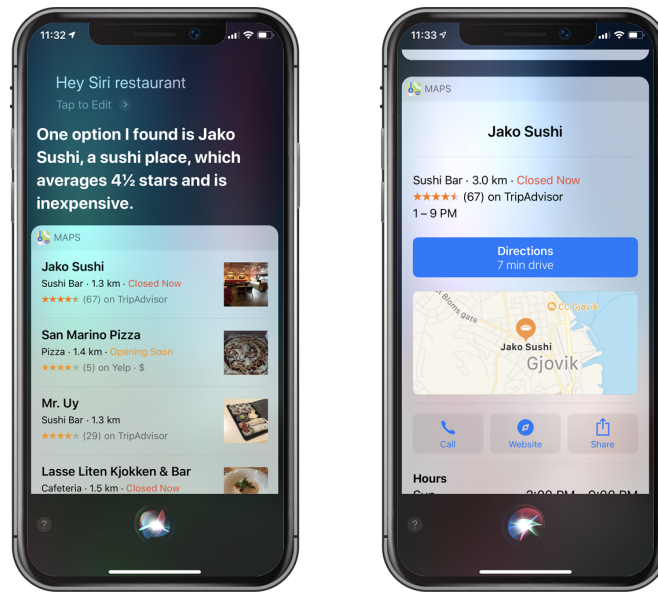 11:32
Hey Siri restaurant
Tap to Edit
One option I found is Jako
Sushi, a sushi place, which
averages 4½ stars and is
inexpensive.
MAPS
Jako Sushi
Sushi Bar · 1.3 km · Closed Now
(67) on TripAdvisor
San Marino Pizza
Pizza · 1.4 km · Opening Soon
(5) on Yelp · $
Mr. Uy
Sushi Bar · 1.3 km
(29) on TripAdvisor
Lasse Liten Kjokken & Bar
Cafeteria · 1.5 km · Closed Now
?
11:33
MAPS
Jako Sushi
Sushi Bar · 3.0 km · Closed Now
(67) on TripAdvisor
1 – 9 PM
Directions
7 min drive
Bloms gate
CC Gjøvik
Jako Sushi
Gjovik
Call
Website
Share
Hours
?